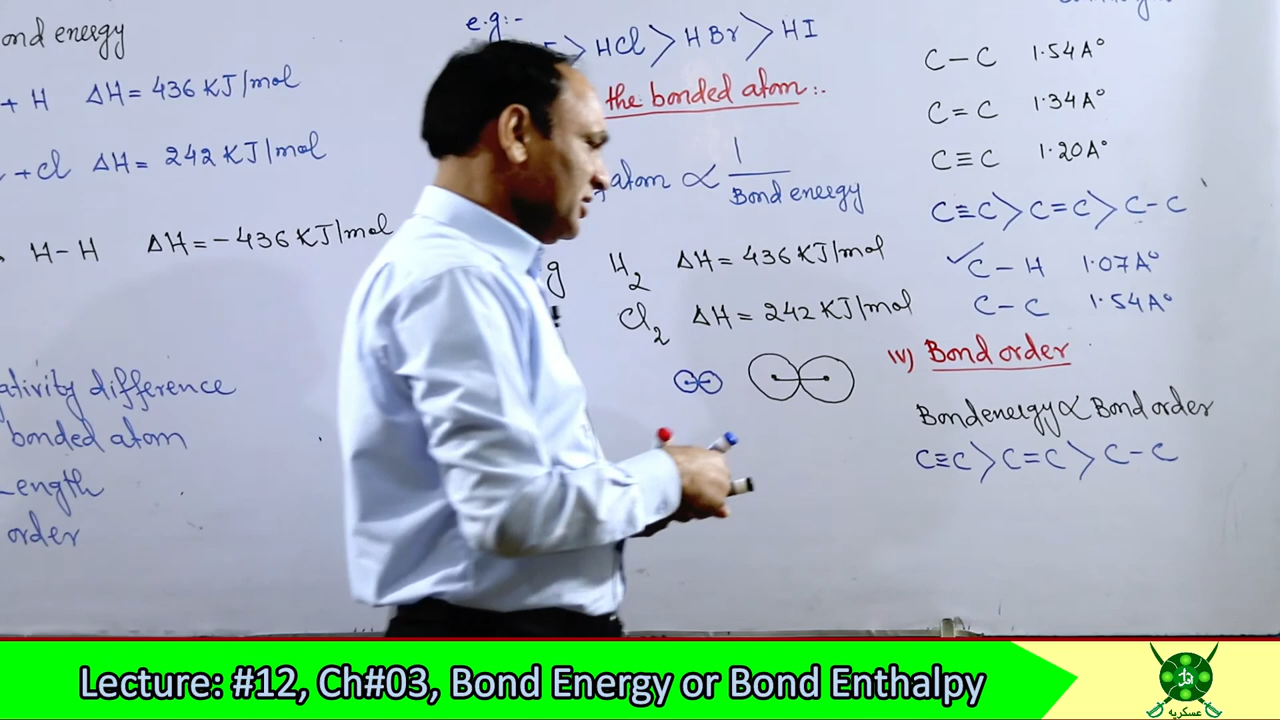 ond energy
+ H ΔH = 436 KJ/mol
+ Cl ΔH = 242 KJ/mol
H-H ΔH = -436 KJ/mol
ativity difference
bonded atom
Length
order
e.g:-
> HCl > HBr > HI
the bonded atom:.
atom ∝ 1/Bond energy
g H₂ ΔH = 436 KJ/mol
Cl₂ ΔH = 242 KJ/mol
C-C 1.54A°
C=C 1.34A°
C≡C 1.20A°
C≡C > C=C > C-C
✓C-H 1.07A°
C-C 1.54A°
IV) Bond order
Bond energy ∝ Bond order
C≡C > C=C > C-C
Lecture: #12, Ch#03, Bond Energy or Bond Enthalpy
عسکریہ